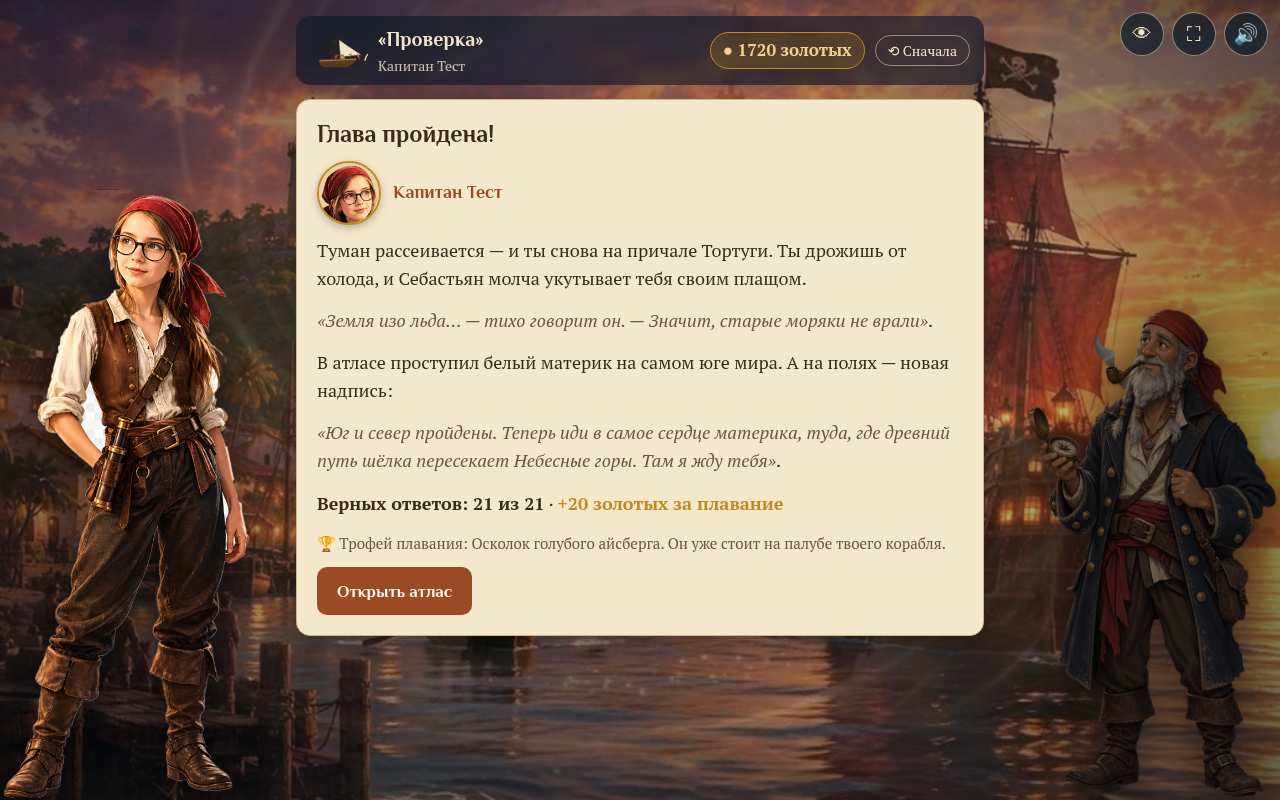 «Проверка»
Капитан Тест
● 1720 золотых
⟲ Сначала
Глава пройдена!
Капитан Тест
Туман рассеивается — и ты снова на причале Тортуги. Ты дрожишь от
холода, и Себастьян молча укутывает тебя своим плащом.
«Земля изо льда… — тихо говорит он. — Значит, старые моряки не врали».
В атласе проступил белый материк на самом юге мира. А на полях — новая
надпись:
«Юг и север пройдены. Теперь иди в самое сердце материка, туда, где древний
путь шёлка пересекает Небесные горы. Там я жду тебя».
Верных ответов: 21 из 21 · +20 золотых за плавание
🏆 Трофей плавания: Осколок голубого айсберга. Он уже стоит на палубе твоего корабля.
Открыть атлас